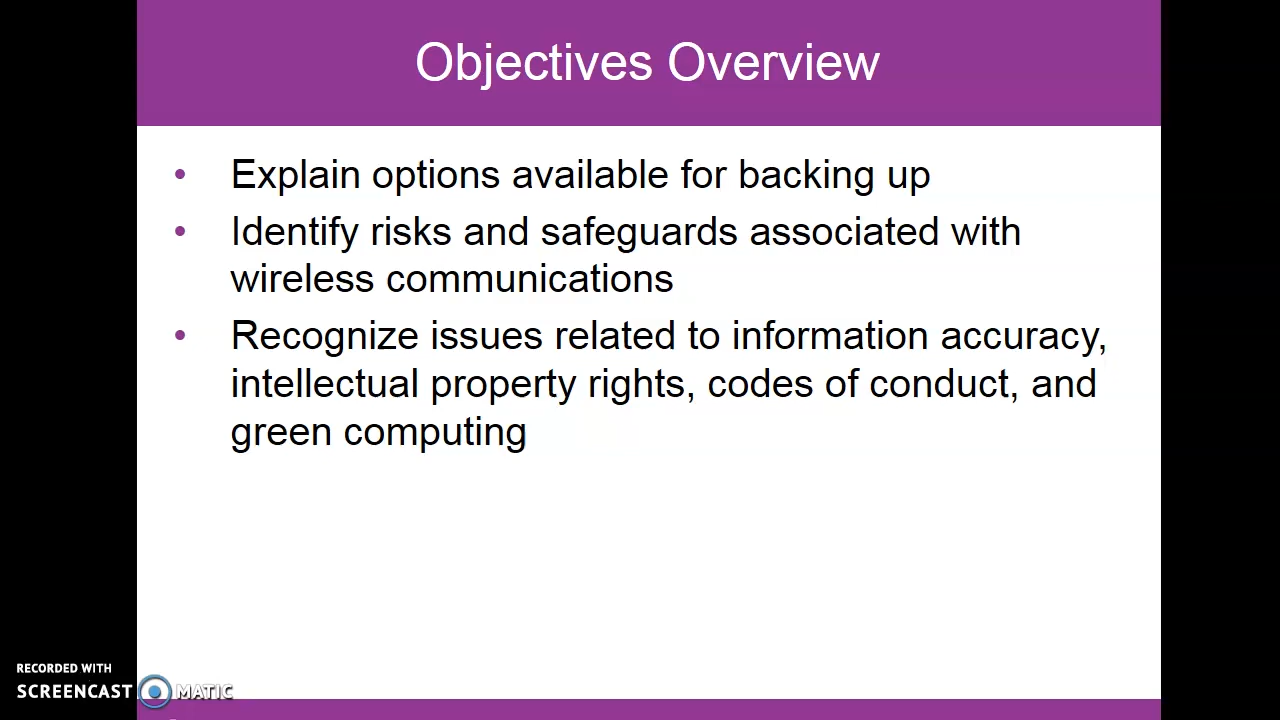 Objectives Overview
• Explain options available for backing up
• Identify risks and safeguards associated with
wireless communications
• Recognize issues related to information accuracy,
intellectual property rights, codes of conduct, and
green computing
RECORDED WITH
SCREENCAST MATIC